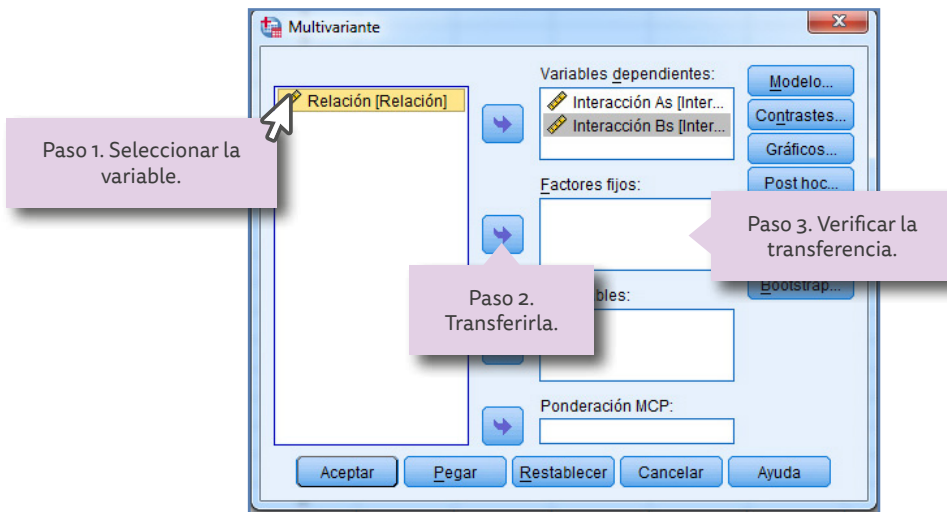 Multivariante
Relación [Relación]
Variables dependientes:
Interacción As [Inter...
Interacción Bs [Inter...
Factores fijos:
bles:
Ponderación MCP:
Modelo...
Contrastes...
Gráficos...
Post hoc...
Bootstrap...
Paso 1. Seleccionar la
variable.
Paso 2.
Transferirla.
Paso 3. Verificar la
transferencia.
Aceptar
Pegar
Restablecer
Cancelar
Ayuda